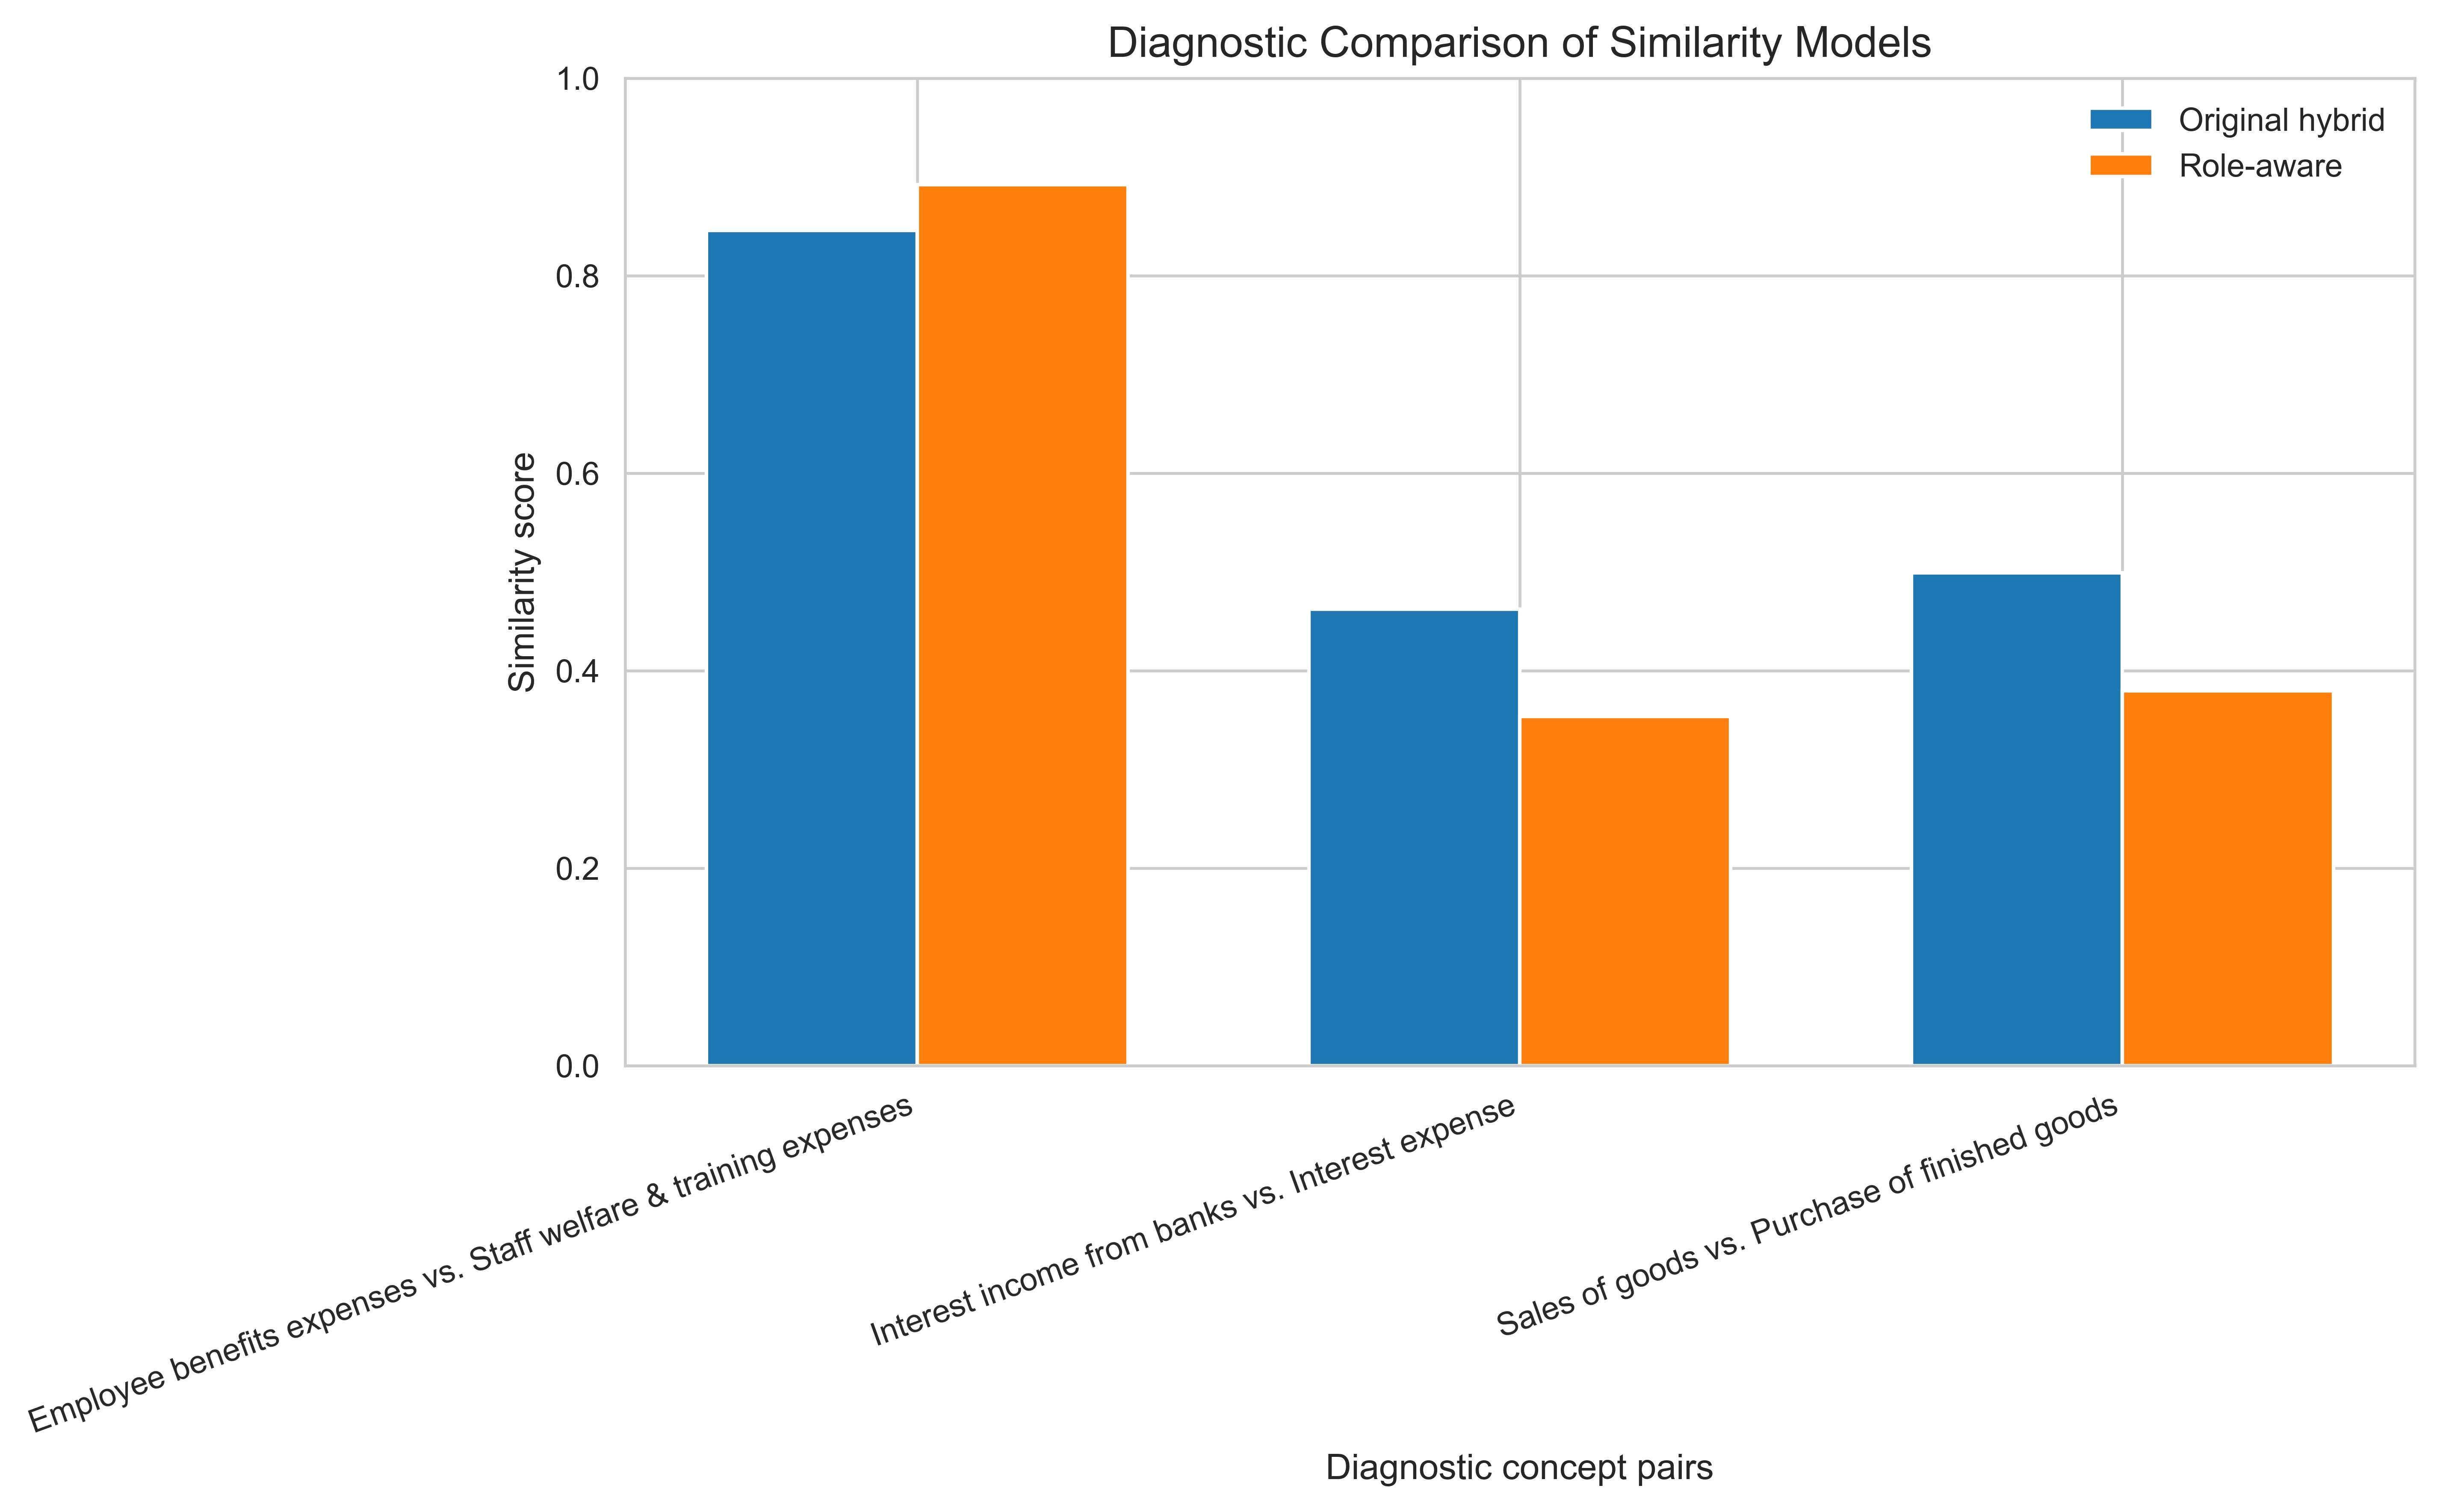 Diagnostic Comparison of Similarity Models
1.0
0.8
0.6
0.4
0.2
0.0
Similarity score
Original hybrid
Role-aware
Employee benefits expenses vs. Staff welfare & training expenses
Interest income from banks vs. Interest expense
Sales of goods vs. Purchase of finished goods
Diagnostic concept pairs